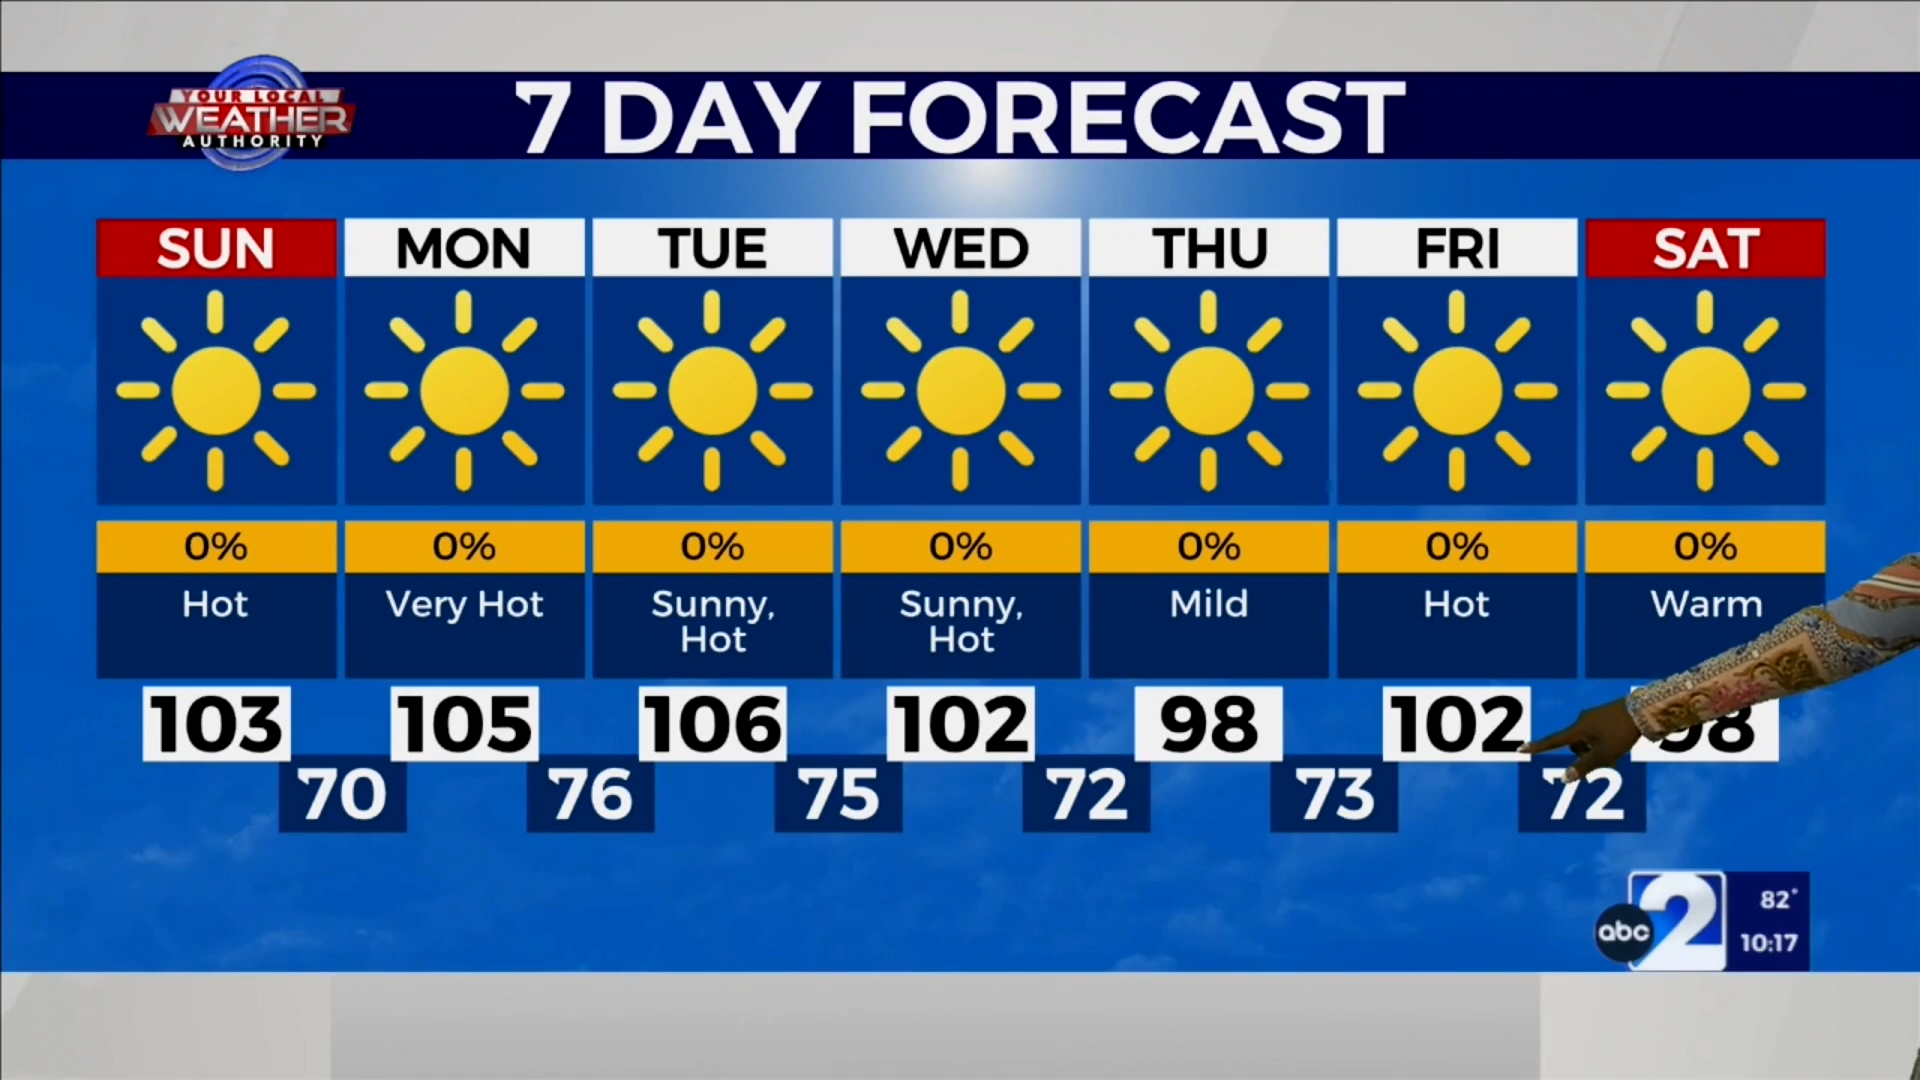 YOUR LOCAL
WEATHER
AUTHORITY
7 DAY FORECAST
SUN MON TUE WED THU FRI SAT
0% 0% 0% 0% 0% 0% 0%
Hot Very Hot Sunny, Sunny, Mild Hot Warm
Hot Hot
103 105 106 102 98 102 98
70 76 75 72 73 72
abc 2 82°
10:17